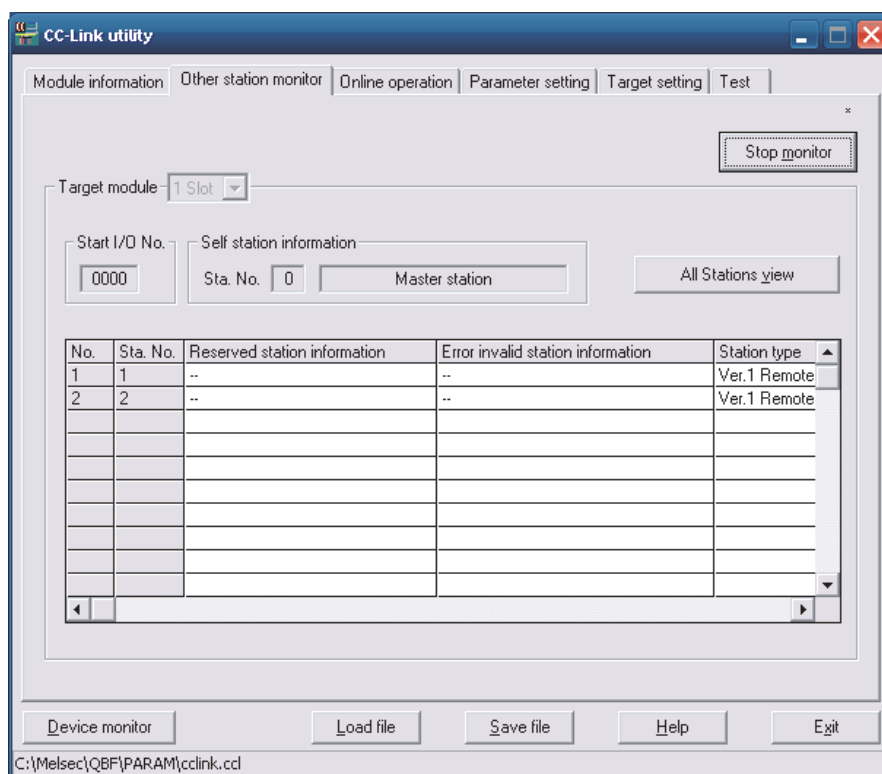 CC-Link utility
Module information Other station monitor Online operation Parameter setting Target setting Test
*
Stop monitor
Target module 1 Slot
Start I/O No. Self station information
0000 Sta. No. 0 Master station
All Stations view
No. Sta. No. Reserved station information Error invalid station information Station type
1 1 -- -- Ver.1 Remote
2 2 -- -- Ver.1 Remote
Device monitor Load file Save file Help Exit
C:\Melsec\QBF\PARAM\cclink.ccl